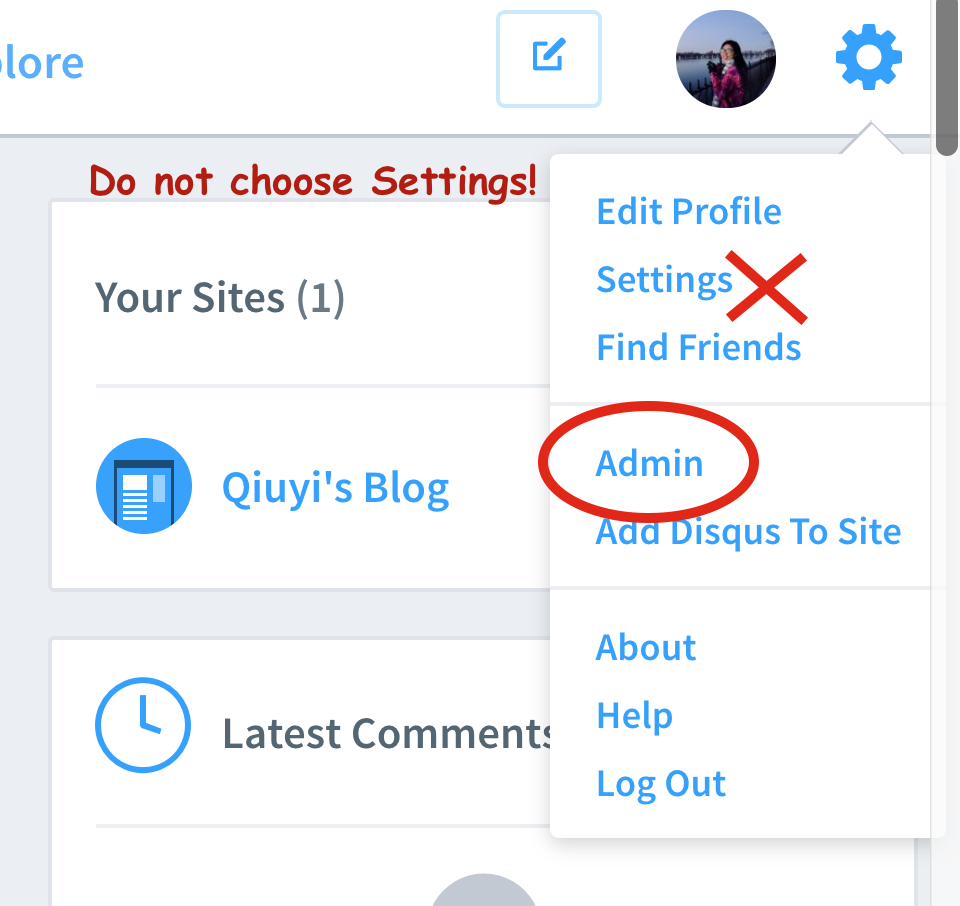 plore
Do not choose Settings!
Edit Profile
Settings
Find Friends
Your Sites (1)
Admin
Qiuyi's Blog
Add Disqus To Site
About
Latest Comments
Help
Log Out